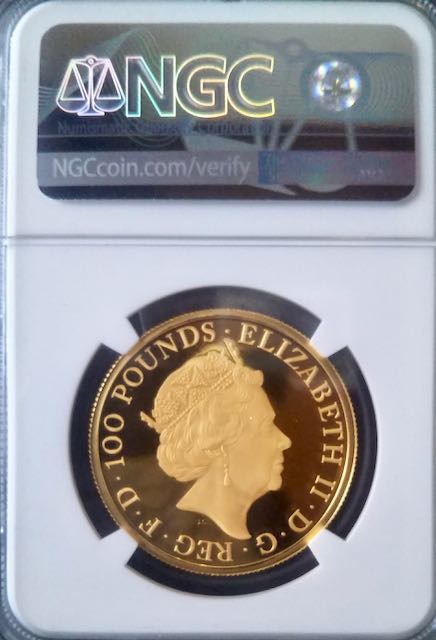 NGC
Numismatic Guaranty Corporation
NGCcoin.com/verify
ELIZABETH II · D · G · REG · F · D · 100 POUNDS ·